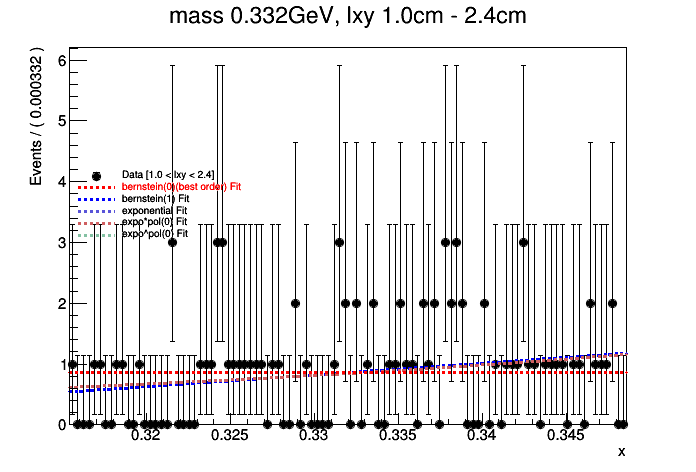 mass 0.332GeV, lxy 1.0cm - 2.4cm
Events / ( 0.000332 )
6
5
4
3
2
1
0
Data [1.0 < lxy < 2.4]
bernstein(0)(best order) Fit
bernstein(1) Fit
exponential Fit
expo*pol(0) Fit
expo^pol(0) Fit
0.32 0.325 0.33 0.335 0.34 0.345
x